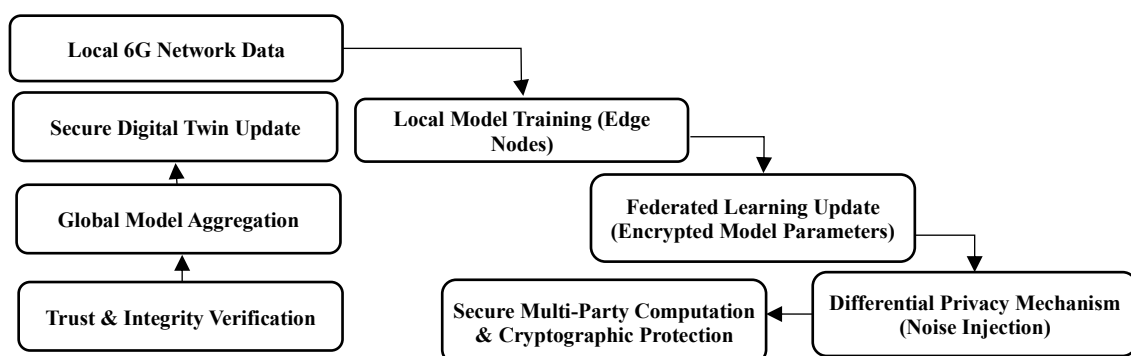 Local 6G Network Data
Secure Digital Twin Update
Local Model Training (Edge
Nodes)
Global Model Aggregation
Federated Learning Update
(Encrypted Model Parameters)
Trust & Integrity Verification
Secure Multi-Party Computation
& Cryptographic Protection
Differential Privacy Mechanism
(Noise Injection)